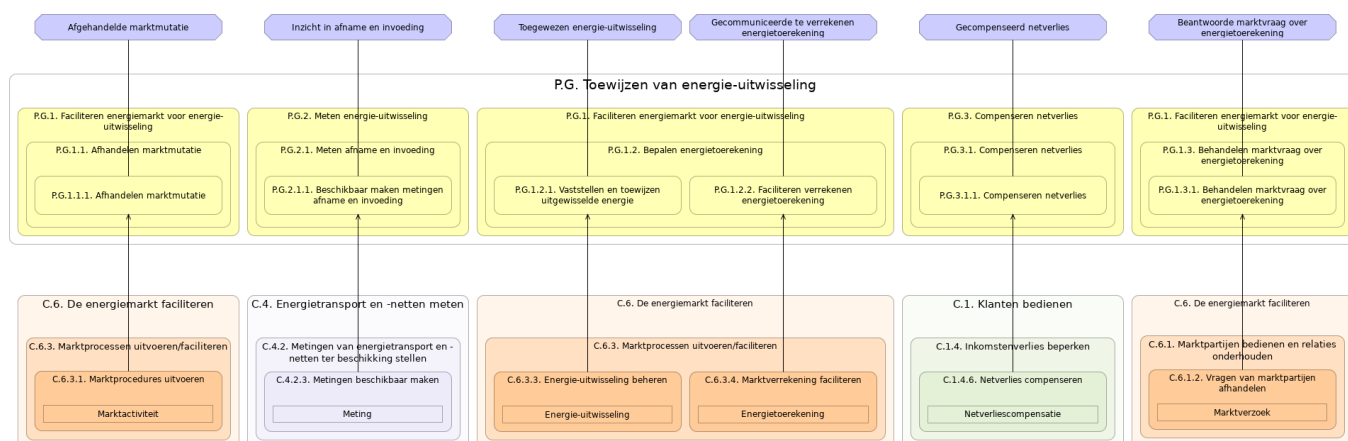 Afgehandelde marktmutatie
Inzicht in afname en invoeding
Toegewezen energie-uitwisseling
Gecommuniceerde te verrekenen
energietoerekening
Gecompenseerd netverlies
Beantwoorde marktvraag over
energietoerekening
P.G. Toewijzen van energie-uitwisseling
P.G.1. Faciliteren energiemarkt voor energie-
uitwisseling
P.G.1.1. Afhandelen marktmutatie
P.G.1.1.1. Afhandelen marktmutatie
P.G.2. Meten energie-uitwisseling
P.G.2.1. Meten afname en invoeding
P.G.2.1.1. Beschikbaar maken metingen
afname en invoeding
P.G.1. Faciliteren energiemarkt voor energie-uitwisseling
P.G.1.2. Bepalen energietoerekening
P.G.1.2.1. Vaststellen en toewijzen
uitgewisselde energie
P.G.1.2.2. Faciliteren verrekenen
energietoerekening
P.G.3. Compenseren netverlies
P.G.3.1. Compenseren netverlies
P.G.3.1.1. Compenseren netverlies
P.G.1. Faciliteren energiemarkt voor energie-
uitwisseling
P.G.1.3. Behandelen marktvraag over
energietoerekening
P.G.1.3.1. Behandelen marktvraag over
energietoerekening
C.6. De energiemarkt faciliteren
C.6.3. Marktprocessen uitvoeren/faciliteren
C.6.3.1. Marktprocedures uitvoeren
Marktactiviteit
C.4. Energietransport en -netten meten
C.4.2. Metingen van energietransport en -
netten ter beschikking stellen
C.4.2.3. Metingen beschikbaar maken
Meting
C.6. De energiemarkt faciliteren
C.6.3. Marktprocessen uitvoeren/faciliteren
C.6.3.3. Energie-uitwisseling beheren
Energie-uitwisseling
C.6.3.4. Marktverrekening faciliteren
Energietoerekening
C.1. Klanten bedienen
C.1.4. Inkomstenverlies beperken
C.1.4.6. Netverlies compenseren
Netverliescompensatie
C.6. De energiemarkt faciliteren
C.6.1. Marktpartijen bedienen en relaties
onderhouden
C.6.1.2. Vragen van marktpartijen
afhandelen
Marktverzoek